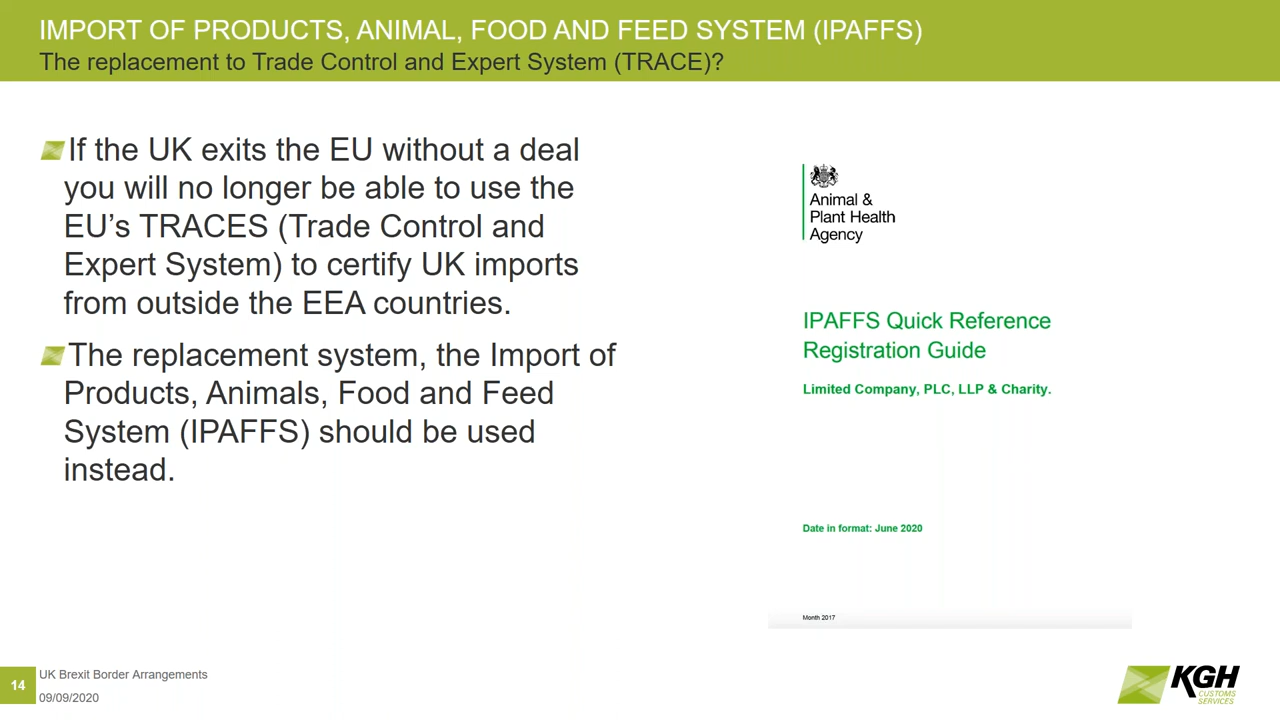 IMPORT OF PRODUCTS, ANIMAL, FOOD AND FEED SYSTEM (IPAFFS)
The replacement to Trade Control and Expert System (TRACE)?
If the UK exits the EU without a deal
you will no longer be able to use the
EU’s TRACES (Trade Control and
Expert System) to certify UK imports
from outside the EEA countries.
The replacement system, the Import of
Products, Animals, Food and Feed
System (IPAFFS) should be used
instead.
Animal &
Plant Health
Agency
IPAFFS Quick Reference
Registration Guide
Limited Company, PLC, LLP & Charity.
Date in format: June 2020
Month 2017
14
UK Brexit Border Arrangements
09/09/2020
KGH
CUSTOMS
SERVICES